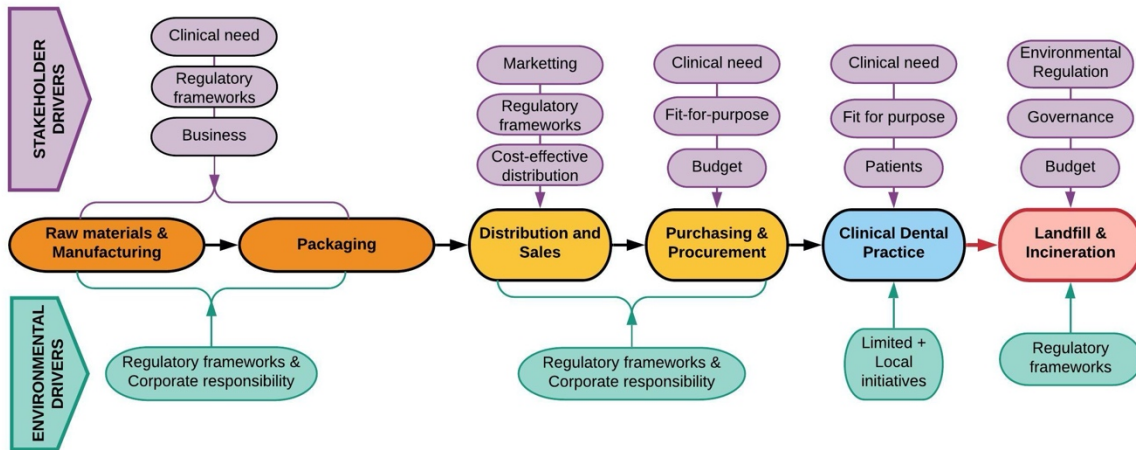 STAKEHOLDER
DRIVERS
Clinical need
Regulatory
frameworks
Business
Marketting
Regulatory
frameworks
Cost-effective
distribution
Clinical need
Fit-for-purpose
Budget
Clinical need
Fit for purpose
Patients
Environmental
Regulation
Governance
Budget
Raw materials &
Manufacturing
Packaging
Distribution and
Sales
Purchasing &
Procurement
Clinical Dental
Practice
Landfill &
Incineration
ENVIRONMENTAL
DRIVERS
Regulatory frameworks &
Corporate responsibility
Regulatory frameworks &
Corporate responsibility
Limited +
Local
initiatives
Regulatory
frameworks